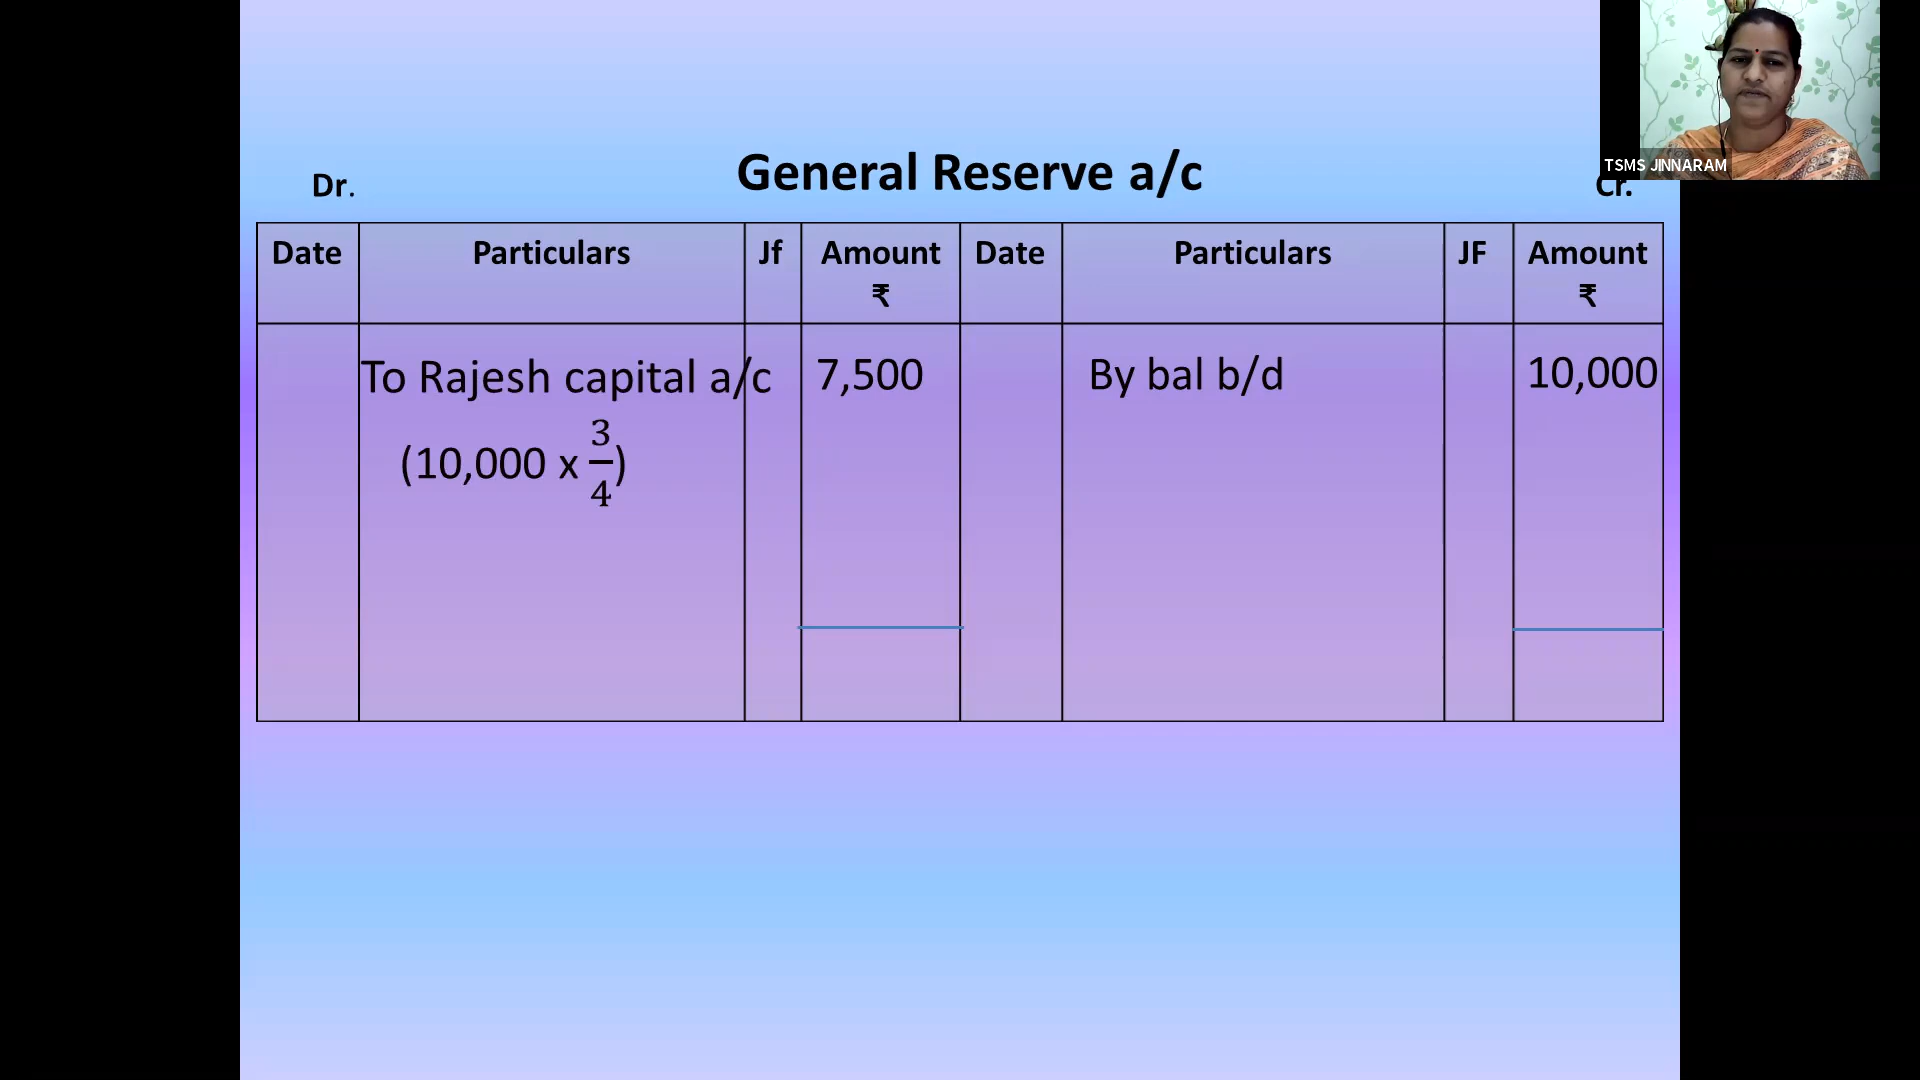 TSMS JINNARAM
General Reserve a/c
Dr.
Cr.
Date Particulars Jf Amount ₹ Date Particulars JF Amount ₹
To Rajesh capital a/c 7,500 By bal b/d 10,000
(10,000 x 3/4)